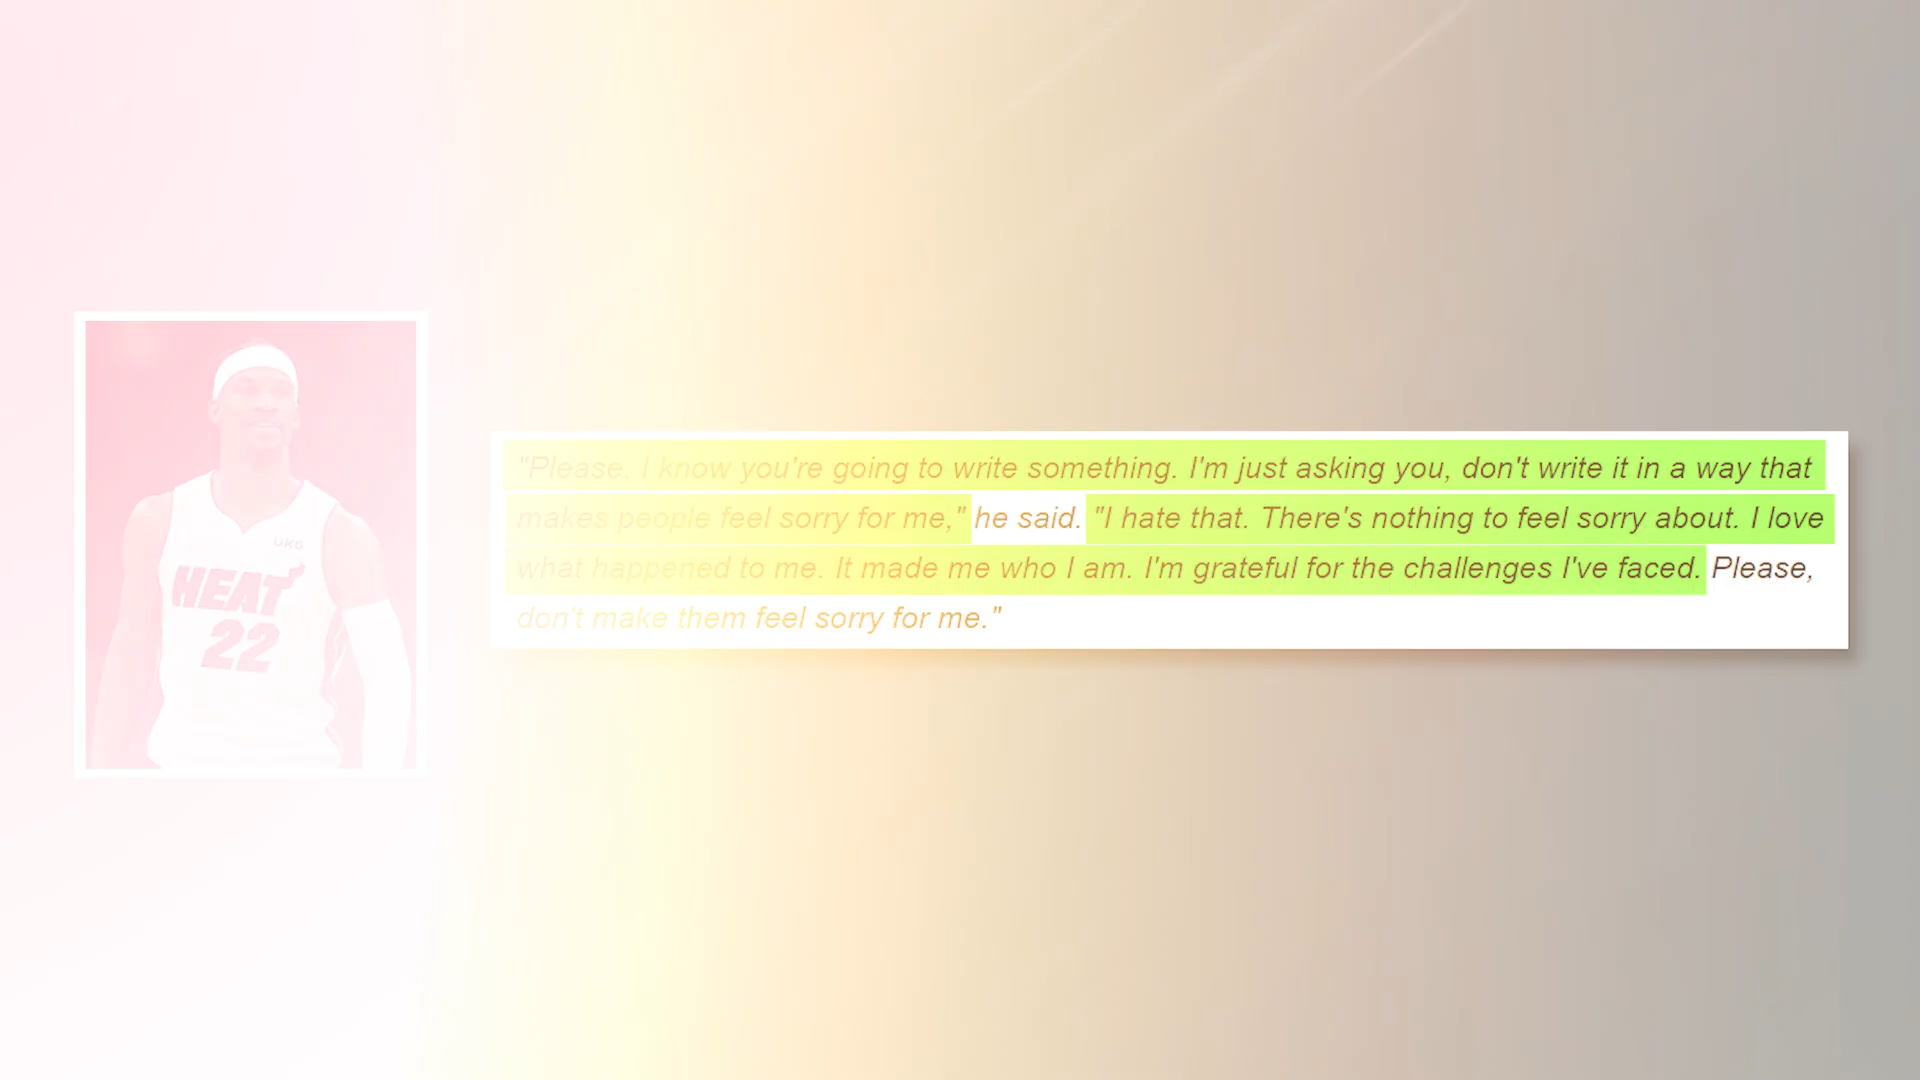 UKG
HEAT
22
"Please. I know you're going to write something. I'm just asking you, don't write it in a way that
makes people feel sorry for me," he said. "I hate that. There's nothing to feel sorry about. I love
what happened to me. It made me who I am. I'm grateful for the challenges I've faced. Please,
don't make them feel sorry for me."